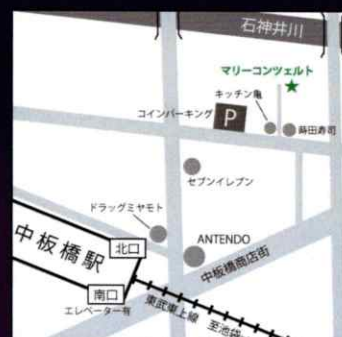 石神井川
マリーコンツェルト
キッチン亀
コインパーキング
P
蒔田寿司
セブンイレブン
ドラッグミヤモト
ANTENDO
北口
中板橋駅
中板橋商店街
南口
エレベーター有
東武東上線 至池袋